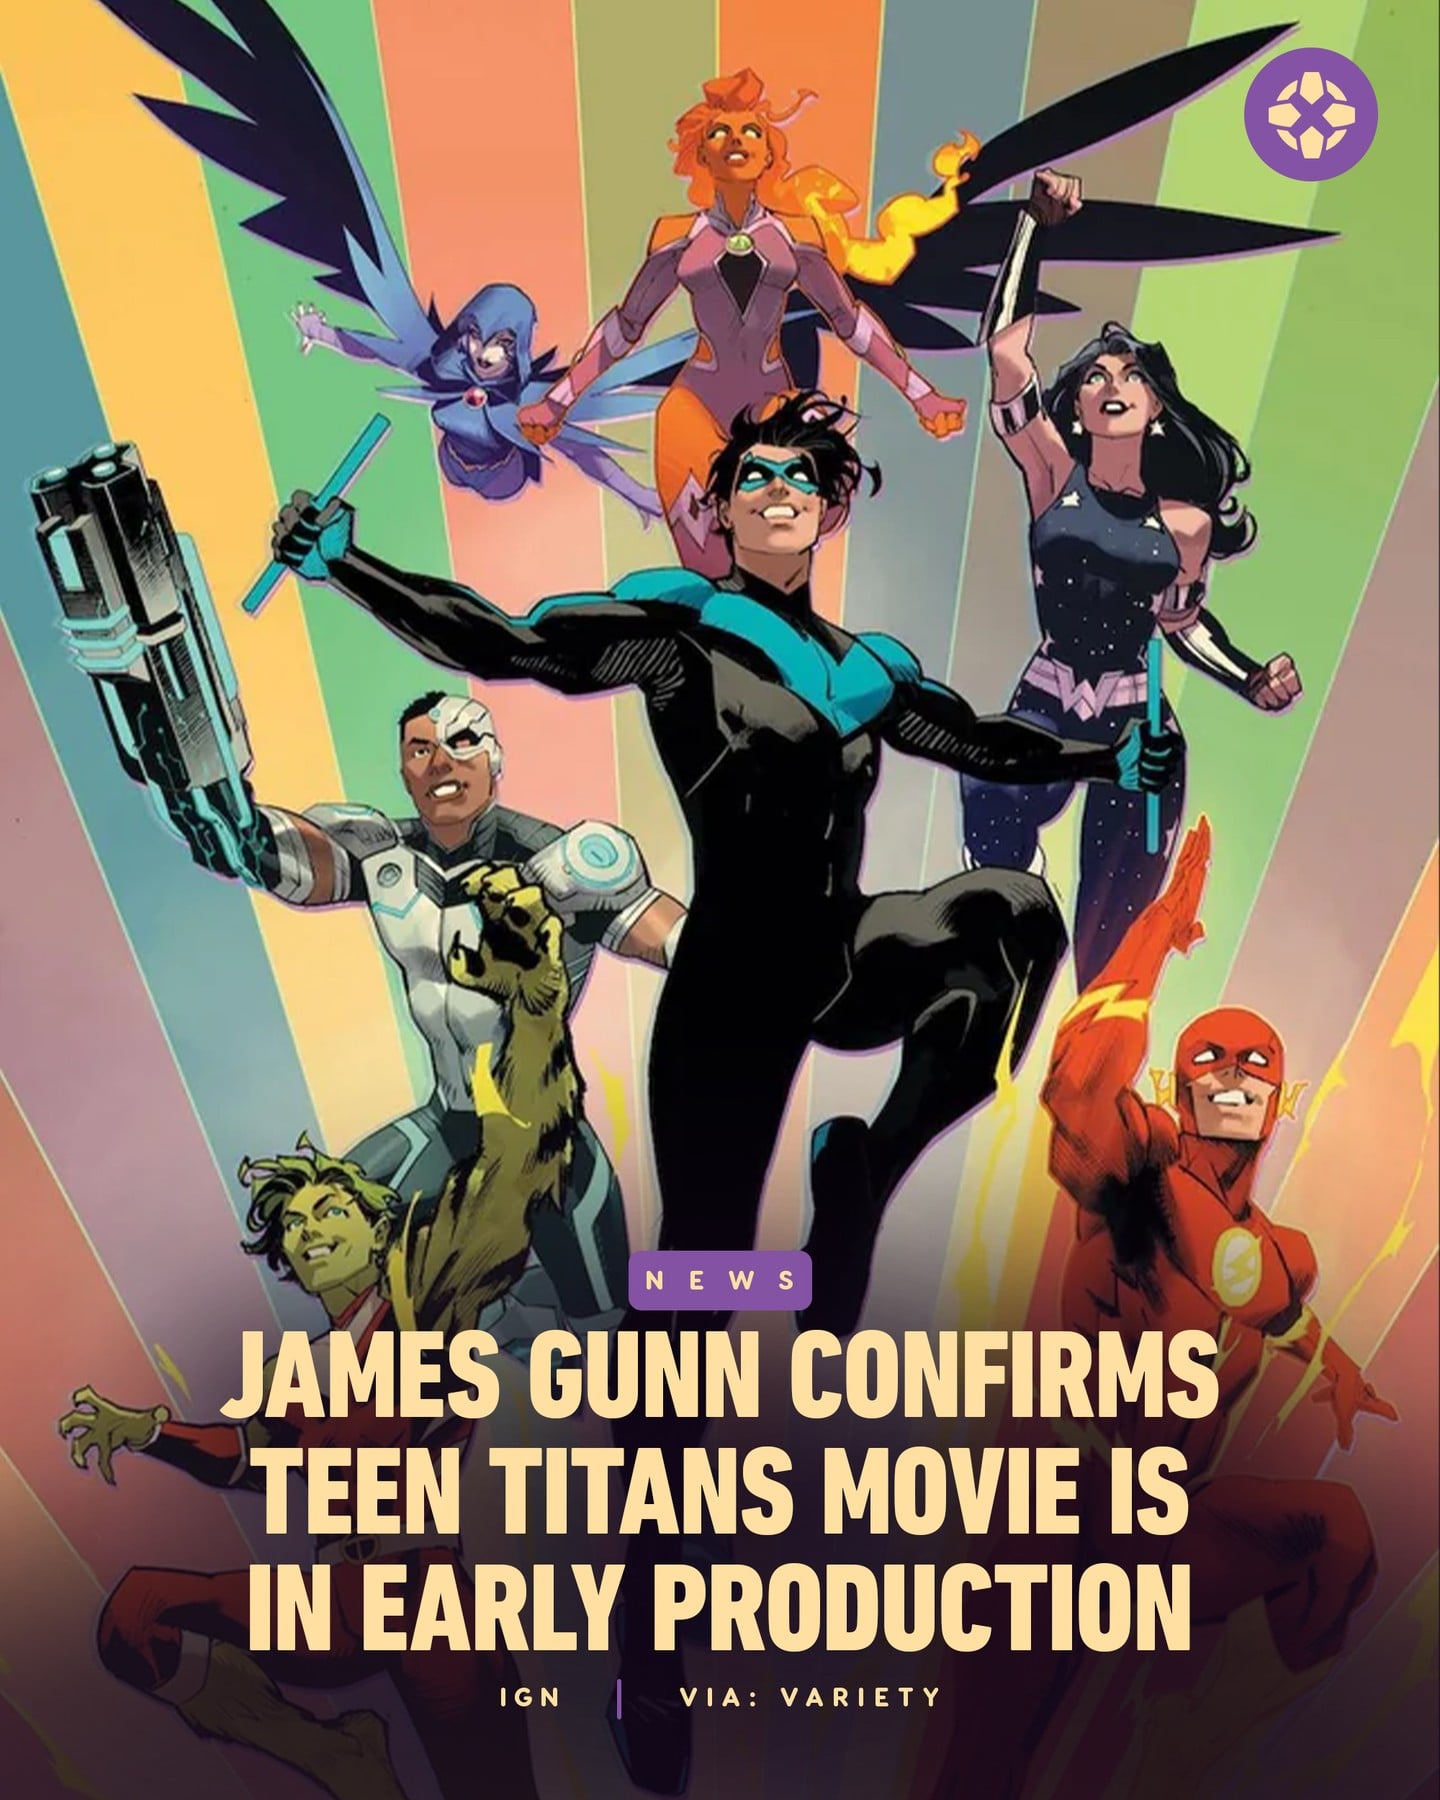 NEWS
JAMES GUNN CONFIRMS
TEEN TITANS MOVIE IS
IN EARLY PRODUCTION
IGN | VIA: VARIETY